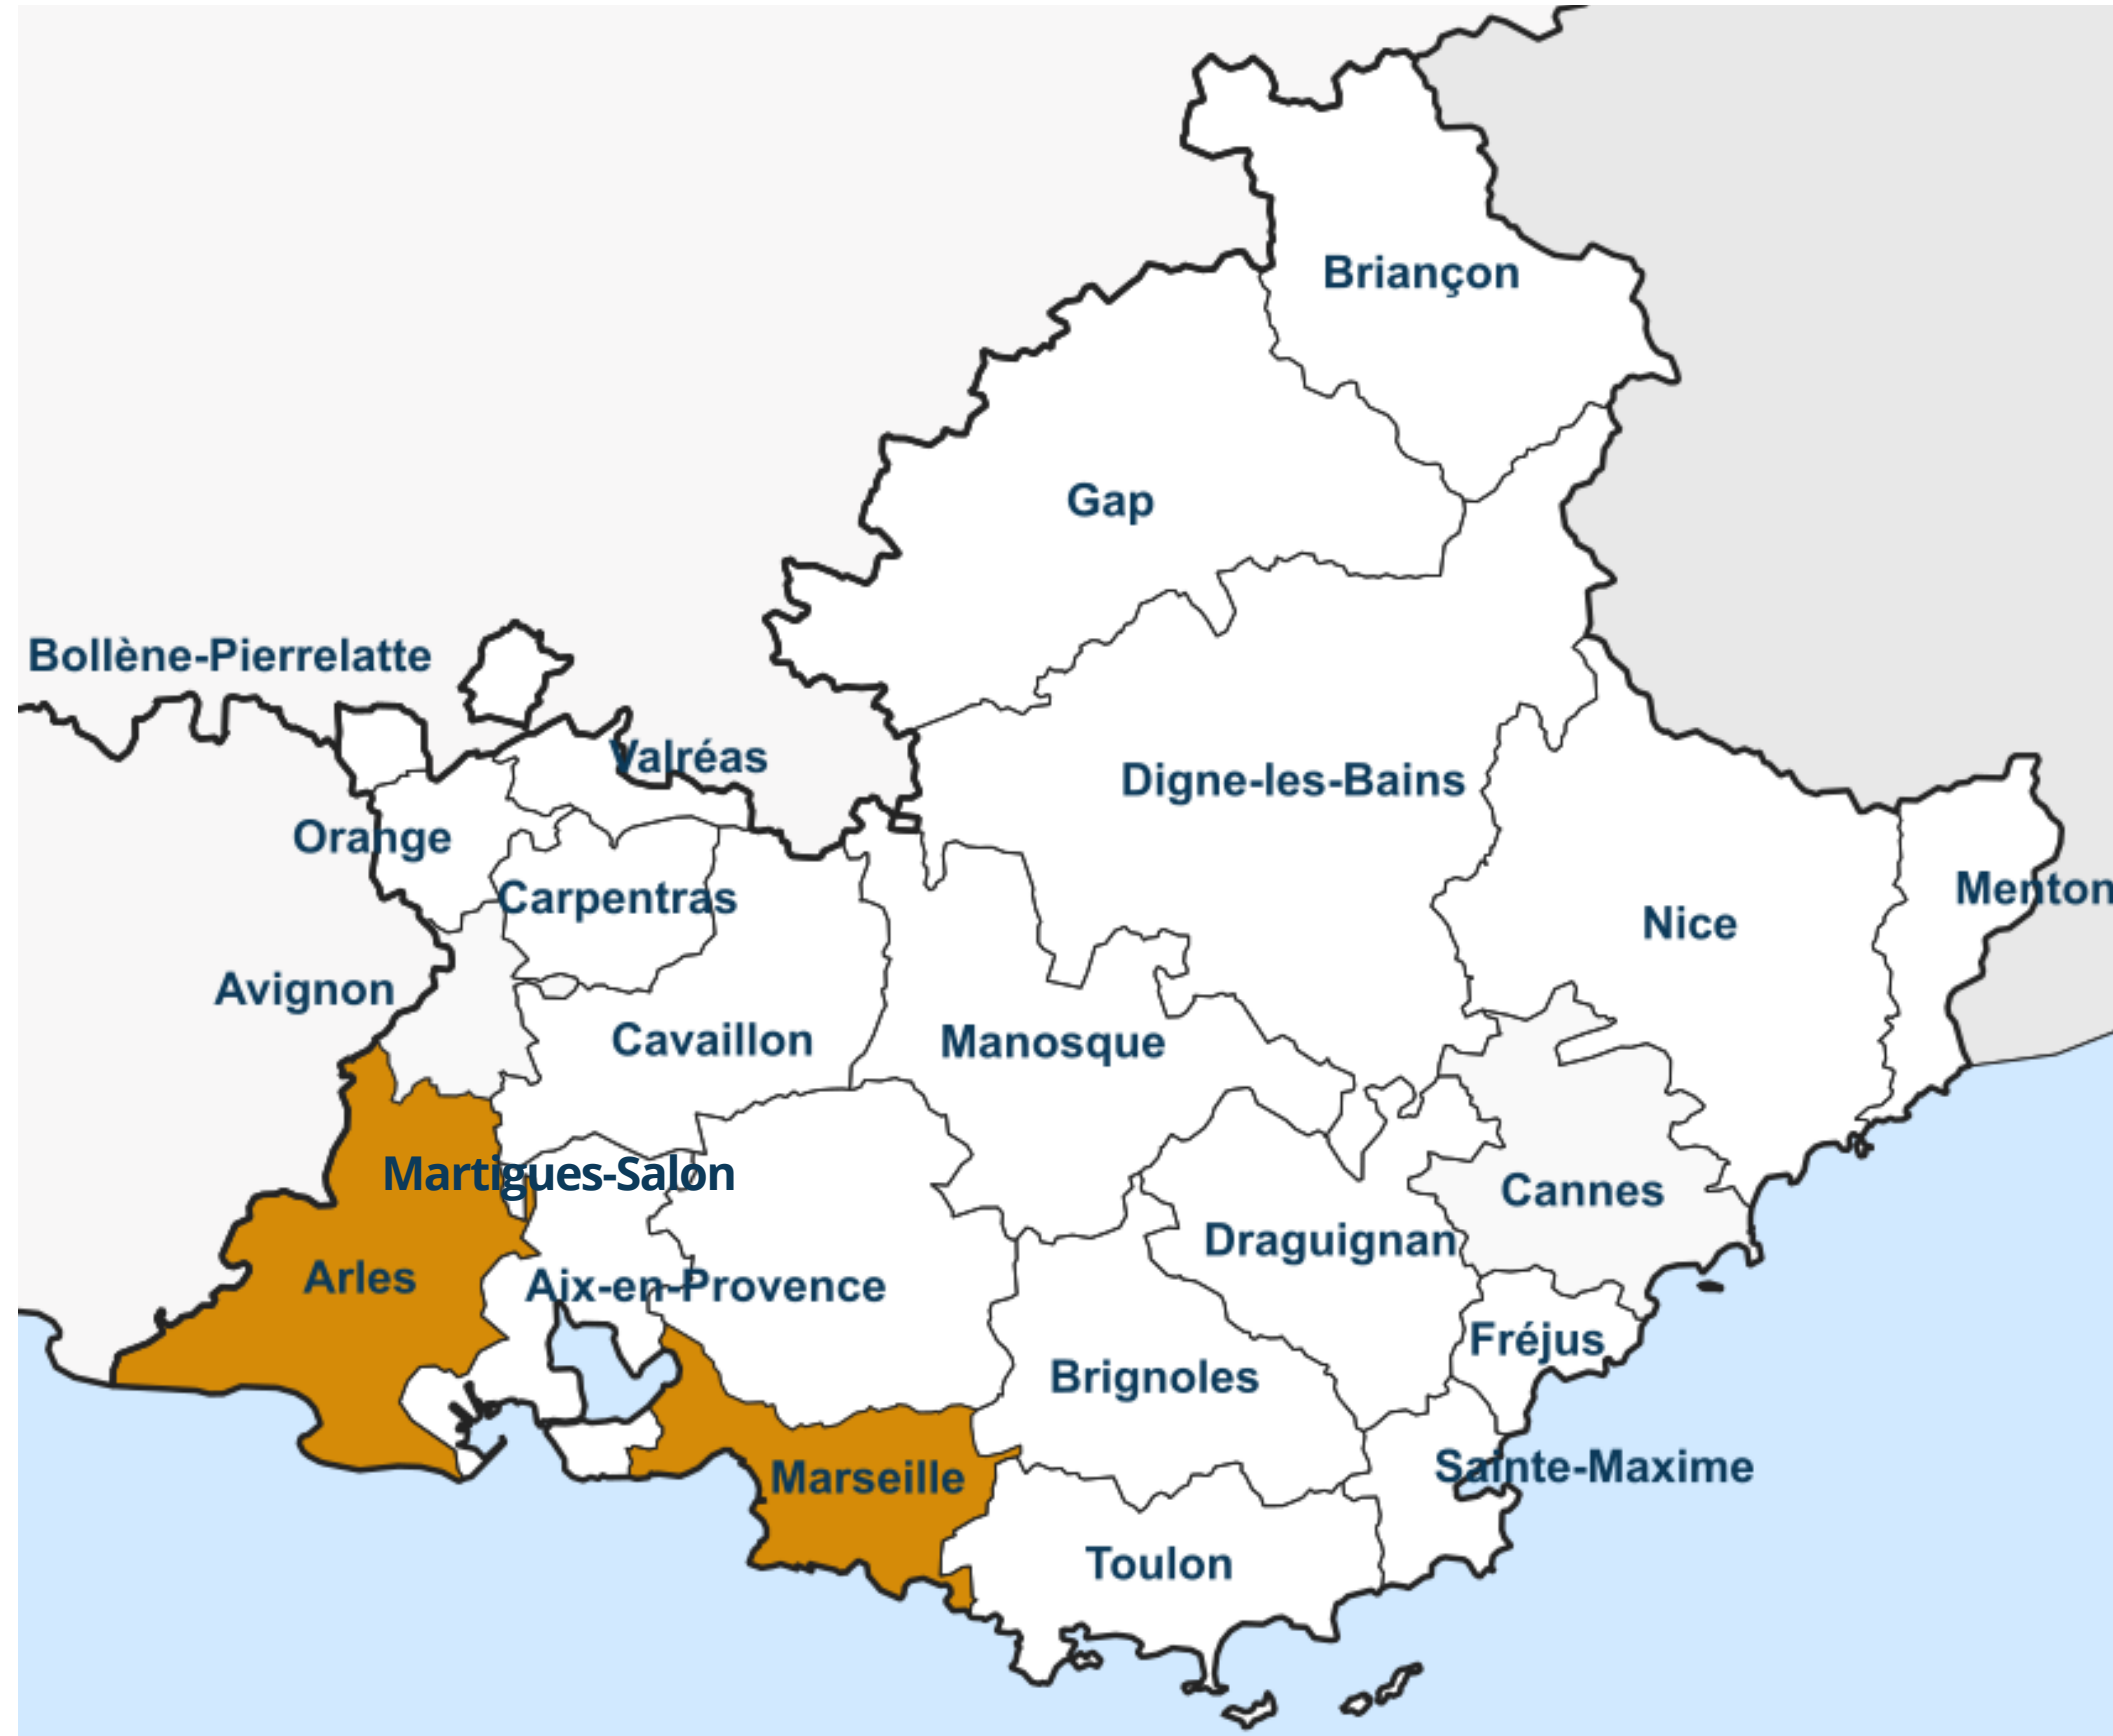 Briançon
Gap
Bollène-Pierrelatte
Valréas
Digne-les-Bains
Orange
Menton
Carpentras
Nice
Avignon
Cavaillon
Manosque
Martigues-Salon
Cannes
Draguignan
Arles
Aix-en-Provence
Fréjus
Brignoles
Sainte-Maxime
Marseille
Toulon